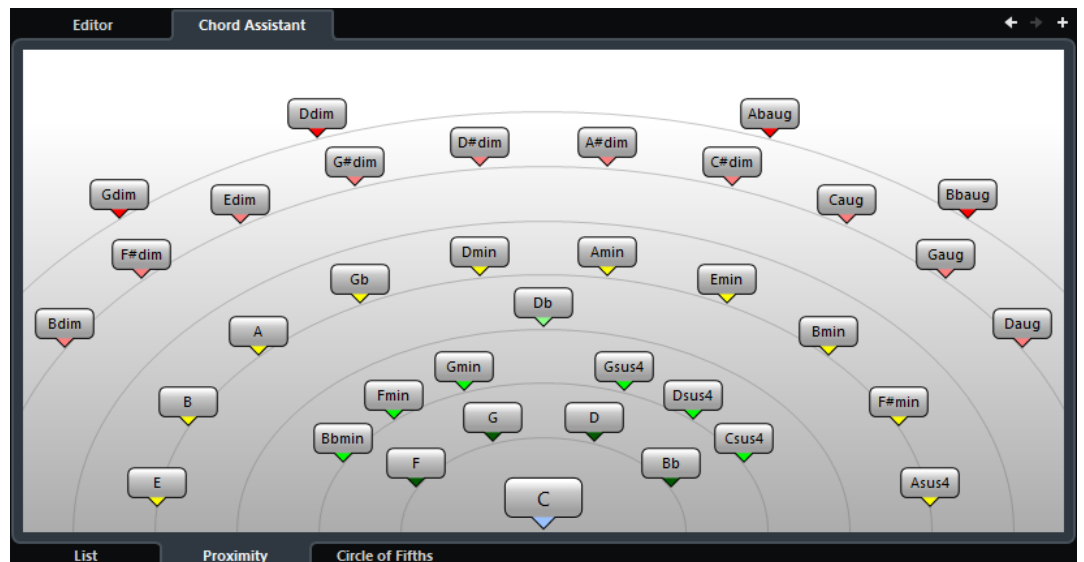 Editor
Chord Assistant
Ddim
Abaug
D#dim
A#dim
G#dim
C#dim
Gdim
Edim
Caug
Bbaug
F#dim
Dmin
Amin
Gaug
Gb
Emin
Db
Bdim
A
Bmin
Daug
Gmin
Gsus4
Fmin
Dsus4
B
F#min
G
D
Bbmin
Csus4
F
Bb
E
Asus4
C
List
Proximity
Circle of Fifths